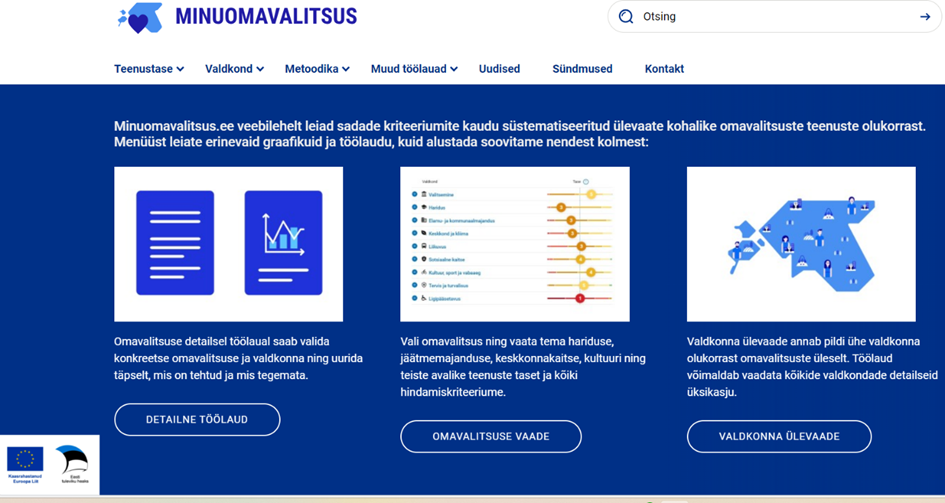 MINUOMAVALITSUS
Otsing
Teenustase
Valdkond
Metoodika
Muud töölauad
Uudised
Sündmused
Kontakt
Minuomavalitsus.ee veebilehelt leiad sadade kriteeriumite kaudu süstematiseeritud ülevaate kohalike omavalitsuste teenuste olukorrast.
Menüüst leiate erinevaid graafikuid ja töölaudu, kuid alustada soovitame nendest kolmest:
Valdkond
Tase
Valitsemine
Haridus
Elamu- ja kommunaalmajandus
Keskkond ja kliima
Liikuvus
Sotsiaalne kaitse
Kultuur, sport ja vabaaeg
Tervis ja turvalisus
Ligipääsetavus
Omavalitsuse detailsel töölaual saab valida
konkreetse omavalitsuse ja valdkonna ning uurida
täpselt, mis on tehtud ja mis tegemata.
DETAILNE TÖÖLAUD
Vali omavalitsus ning vaata tema hariduse,
jäätmemajanduse, keskkonnakaitse, kultuuri ning
teiste avalike teenuste taset ja kõiki
hindamiskriteeriume.
OMAVALITSUSE VAADE
Valdkonna ülevaade annab pildi ühe valdkonna
olukorrast omavalitsuste üleselt. Töölaud
võimaldab vaadata kõikide valdkondade detailseid
üksikasju.
VALDKONNA ÜLEVAADE
Kaasrahastanud
Euroopa Liit
Eesti
tuleviku heaks